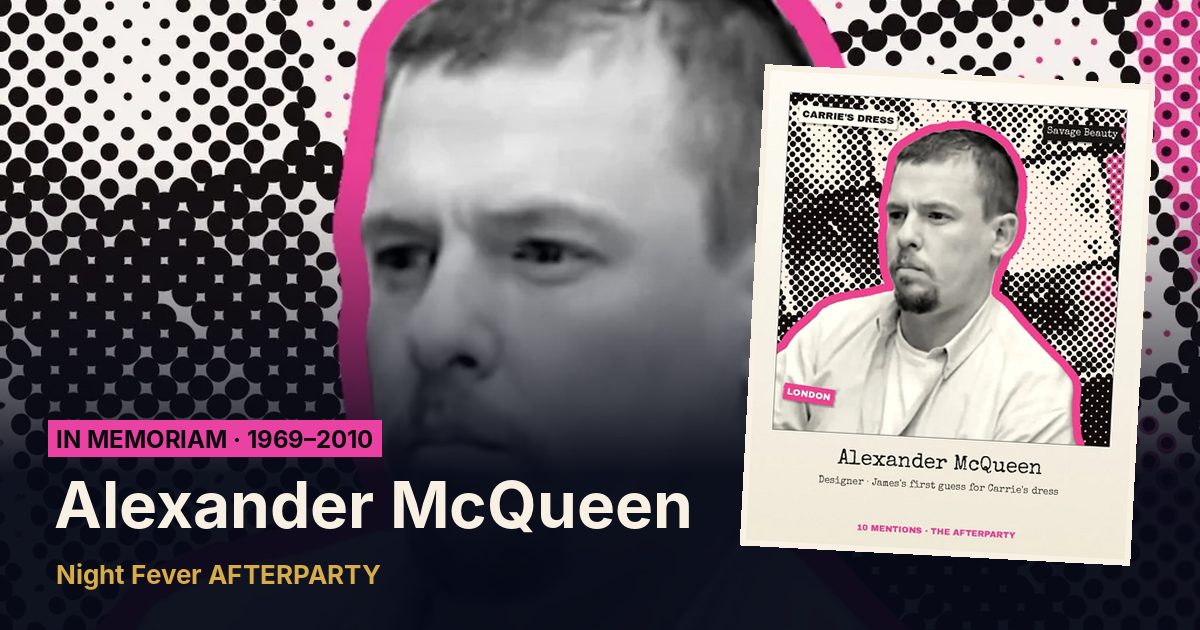 IN MEMORIAM · 1969–2010
Alexander McQueen
Night Fever AFTERPARTY
CARRIE'S DRESS
Savage Beauty
LONDON
Alexander McQueen
Designer · James's first guess for Carrie's dress
10 MENTIONS · THE AFTERPARTY